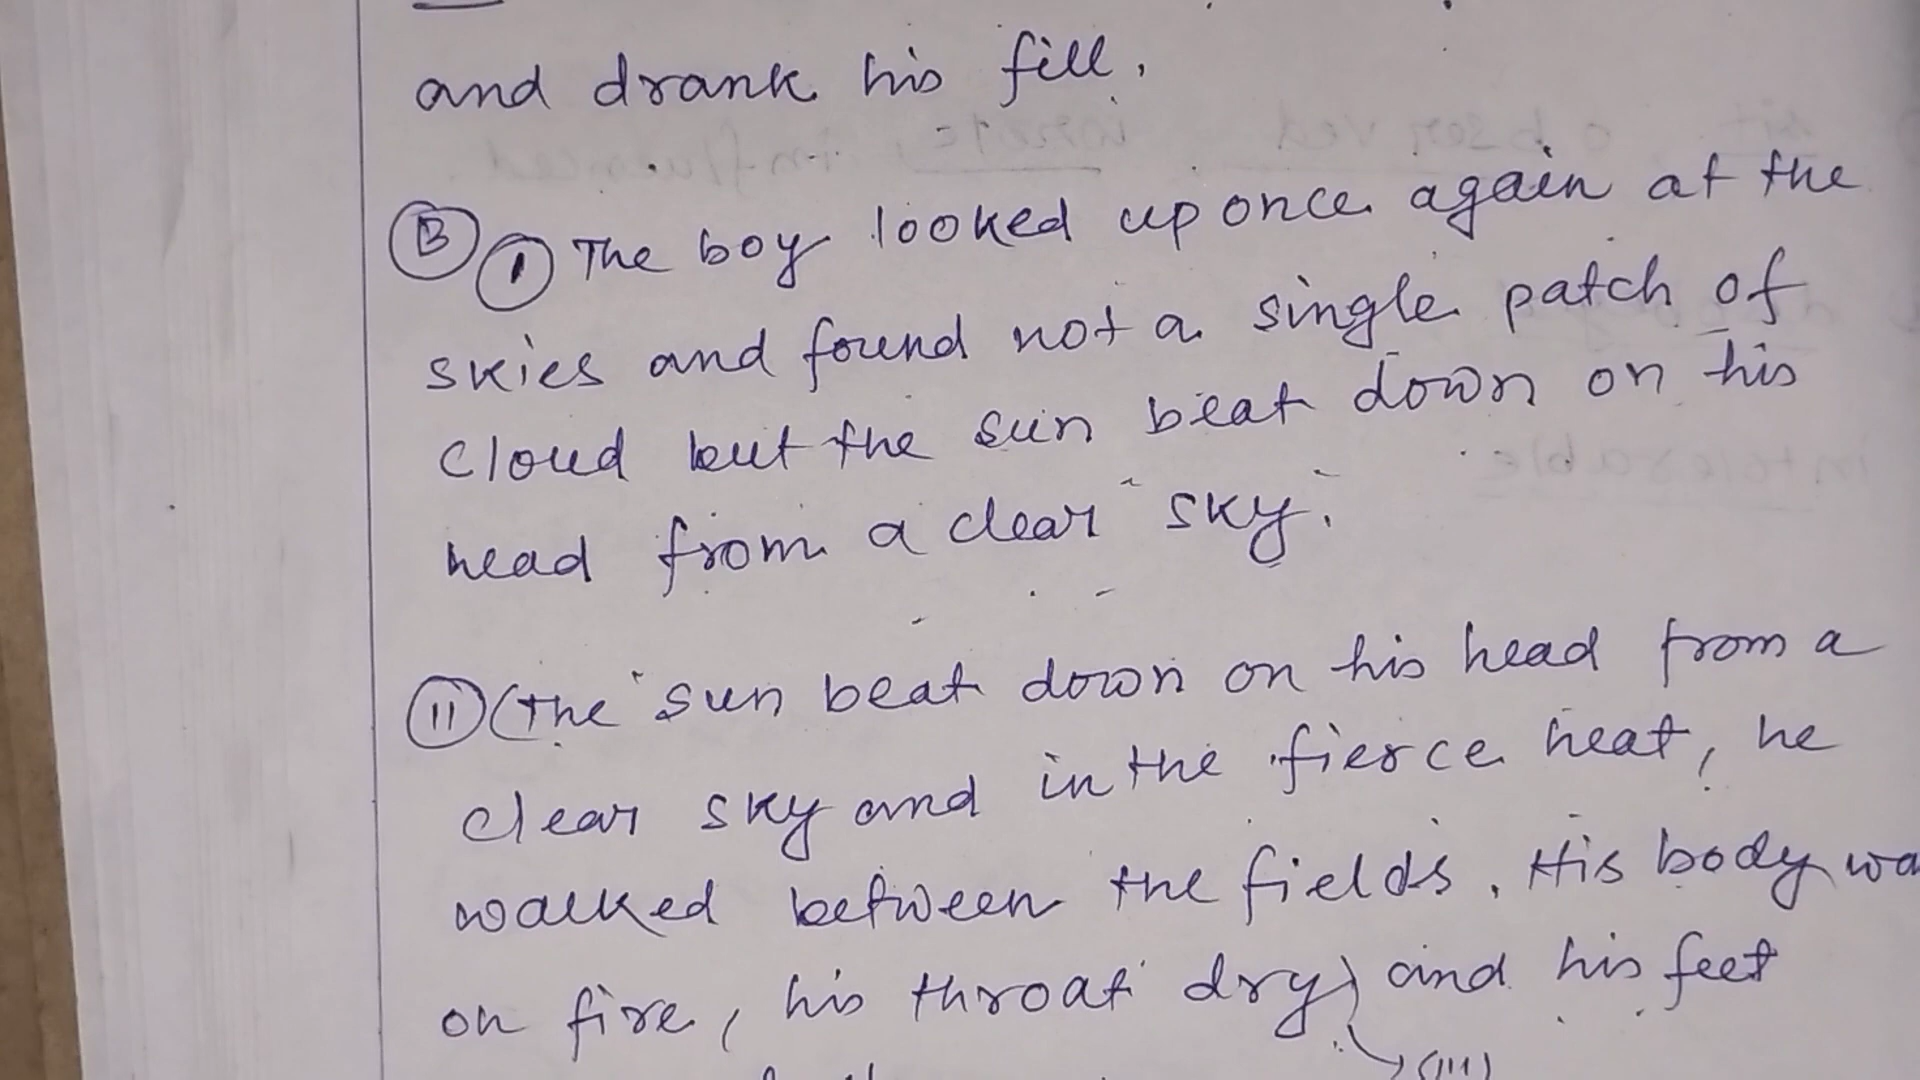 and drank his fill.
(B) (i) The boy looked up once again at the
skies and found not a single patch of
cloud but the sun beat down on his
head from a clear sky.
(ii) (The sun beat down on his head from a
clear sky and in the fierce heat, he
walked between the fields. His body wa
on fire, his throat dry) and his feet
→ (iii)